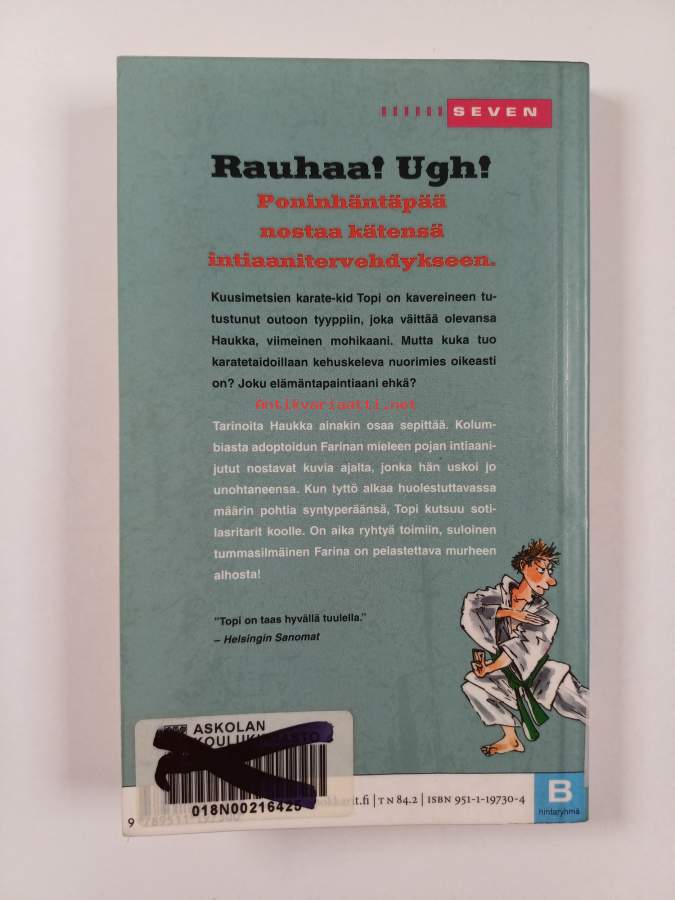 SEVEN
Rauhaa! Ugh!
Poninhäntäpää
nostaa kätensä
intiaanitervehdykseen.
Kuusimetsien karate-kid Topi on kavereineen tu-
tustunut outoon tyyppiin, joka väittää olevansa
Haukka, viimeinen mohikaani. Mutta kuka tuo
karatetaidoillaan kehuskeleva nuorimies oikeasti
on? Joku elämäntapaintiaani ehkä?
Antikvariaatti.net
Tarinoita Haukka ainakin osaa sepittää. Kolum-
biasta adoptoidun Farinan mieleen pojan intiaani-
jutut nostavat kuvia ajalta, jonka hän uskoi jo
unohtaneensa. Kun tyttö alkaa huolestuttavassa
määrin pohtia syntyperäänsä, Topi kutsuu soti-
lasritarit koolle. On aika ryhtyä toimiin, suloinen
tummasilmäinen Farina on pelastettava murheen
alhosta!
"Topi on taas hyvällä tuulella."
– Helsingin Sanomat
ASKOLAN
018N00216425
.fi | T N 84.2 | ISBN 951-1-19730-4
B
hintaryhmä
9